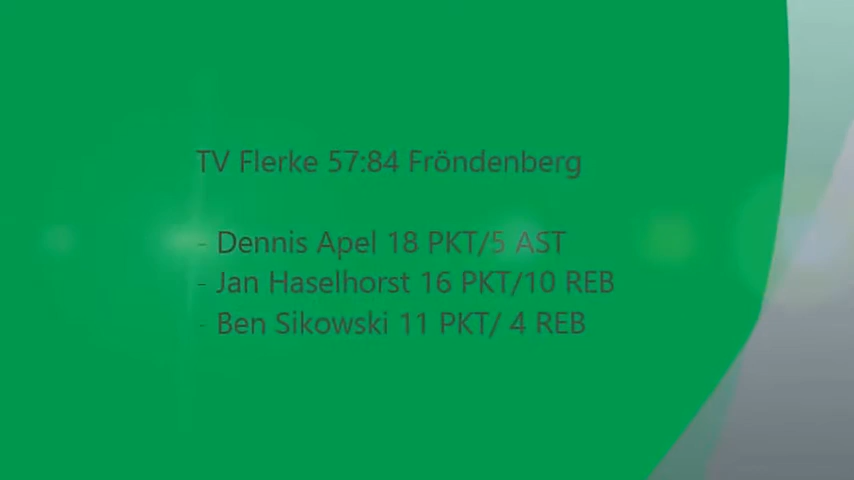 TV Flerke 57:84 Fröndenberg
- Dennis Apel 18 PKT/5 AST
- Jan Haselhorst 16 PKT/10 REB
- Ben Sikowski 11 PKT/ 4 REB